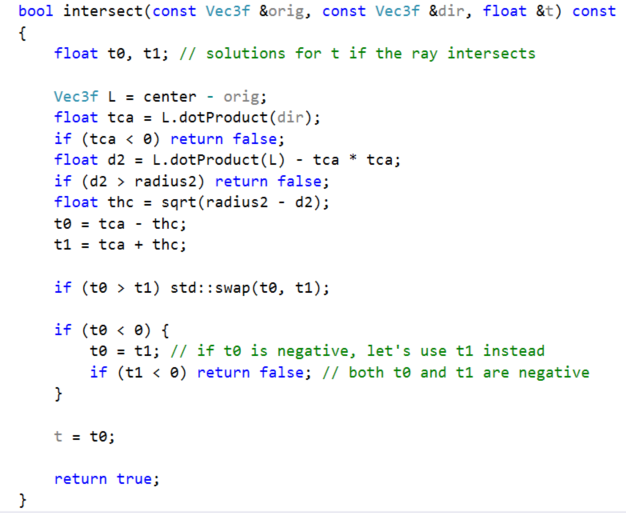 bool intersect(const Vec3f &orig, const Vec3f &dir, float &t) const
{
    float t0, t1; // solutions for t if the ray intersects

    Vec3f L = center - orig;
    float tca = L.dotProduct(dir);
    if (tca < 0) return false;
    float d2 = L.dotProduct(L) - tca * tca;
    if (d2 > radius2) return false;
    float thc = sqrt(radius2 - d2);
    t0 = tca - thc;
    t1 = tca + thc;

    if (t0 > t1) std::swap(t0, t1);

    if (t0 < 0) {
        t0 = t1; // if t0 is negative, let's use t1 instead
        if (t1 < 0) return false; // both t0 and t1 are negative
    }

    t = t0;

    return true;
}